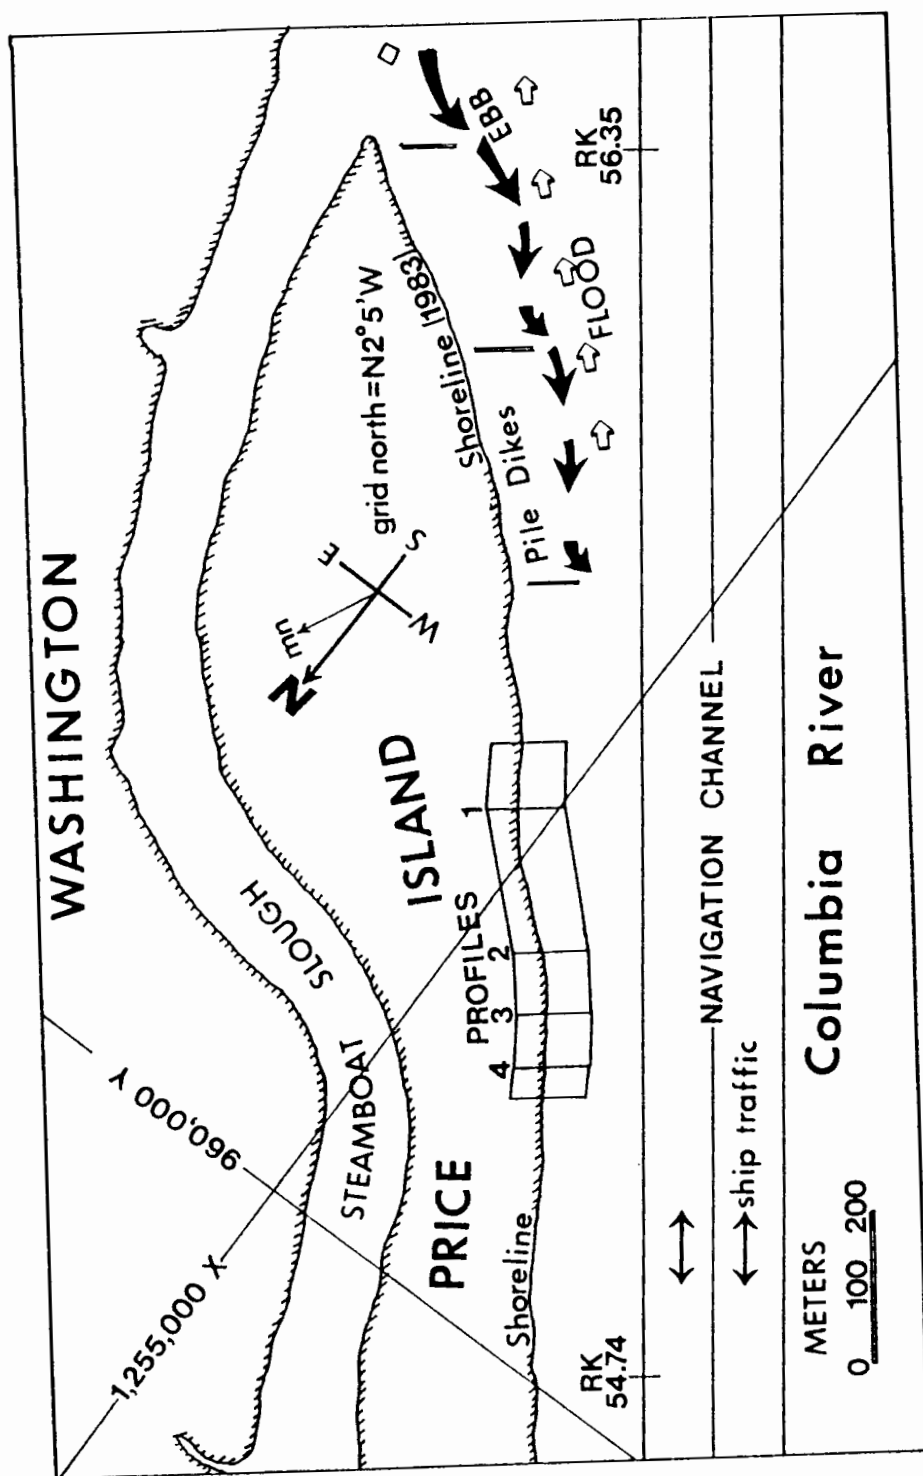 WASHINGTON
1,255,000 X
960,000 Y
STEAMBOAT
SLOUGH
N
mn
E
W
S
grid north = N2°5'W
PRICE
ISLAND
Shoreline (1983)
EBB
FLOOD
Pile Dikes
PROFILES
4
3
2
1
Shoreline
RK
54.74
RK
56.35
NAVIGATION CHANNEL
ship traffic
Columbia River
METERS
0 100 200